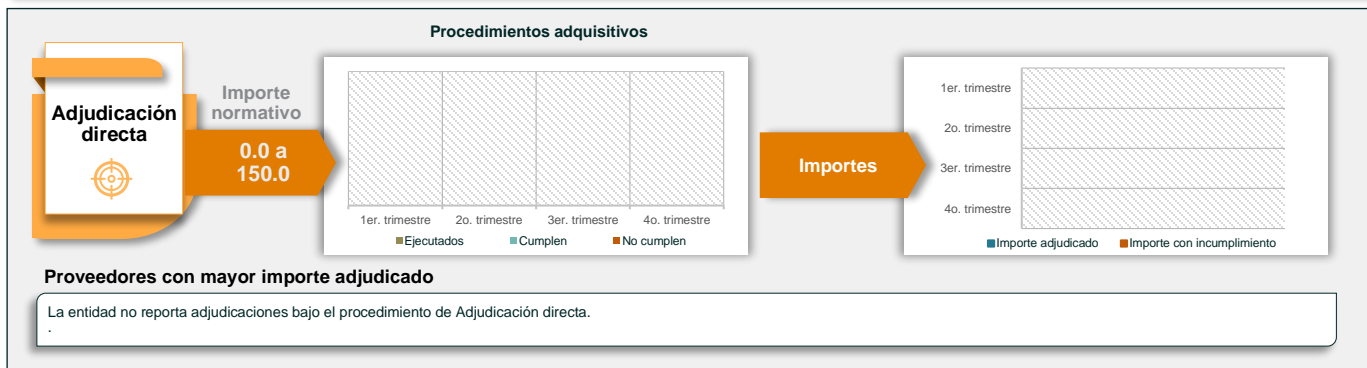 Procedimientos adquisitivos
Adjudicación
directa
Importe
normativo
0.0 a
150.0
1er. trimestre
2o. trimestre
3er. trimestre
4o. trimestre
Ejecutados
Cumplen
No cumplen
Importes
1er. trimestre
2o. trimestre
3er. trimestre
4o. trimestre
Importe adjudicado
Importe con incumplimiento
Proveedores con mayor importe adjudicado
La entidad no reporta adjudicaciones bajo el procedimiento de Adjudicación directa.
.